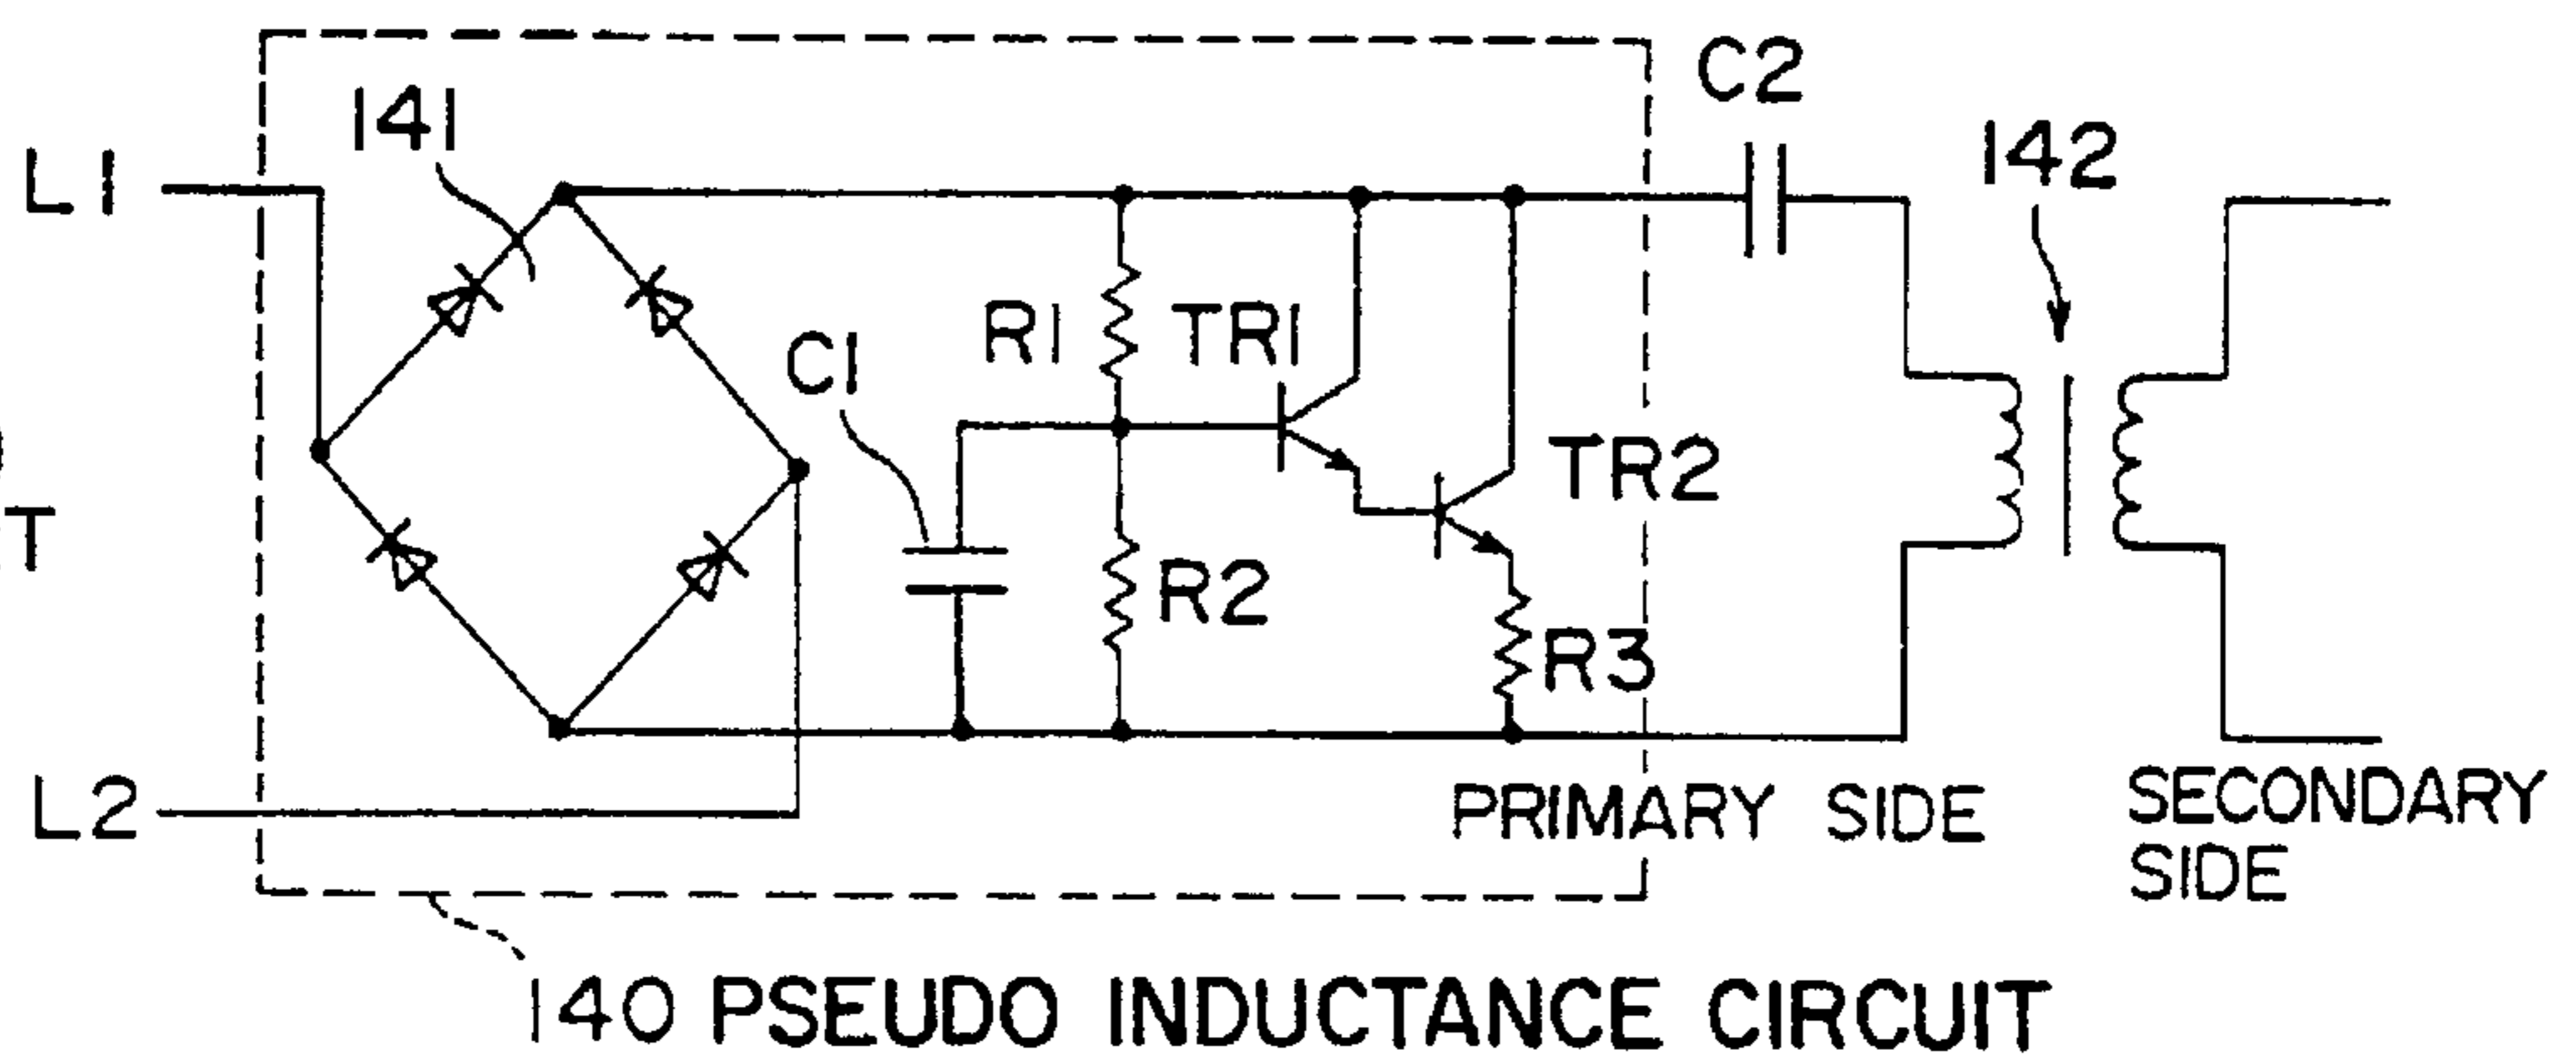 C2
141
142
L1
R1
TR1
C1
TR2
T
R2
R3
L2
PRIMARY SIDE
SECONDARY
SIDE
140 PSEUDO INDUCTANCE CIRCUIT